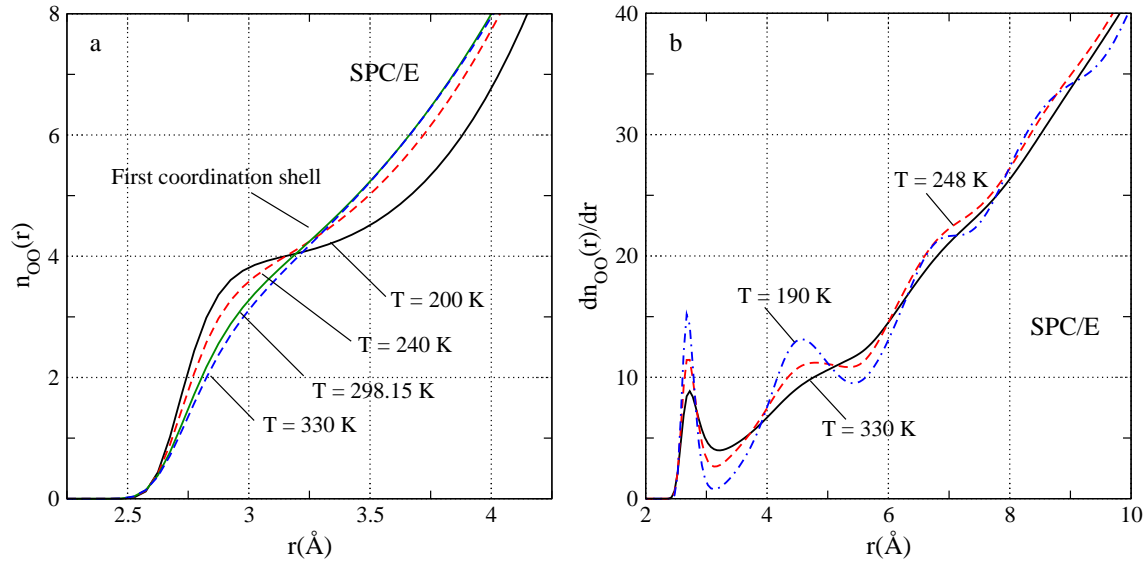 a
SPC/E
First coordination shell
T = 200 K
T = 240 K
T = 298.15 K
T = 330 K
8
6
4
2
0
2.5
3
3.5
4
r(Å)
n_OO(r)
b
T = 248 K
T = 190 K
SPC/E
T = 330 K
40
30
20
10
0
2
4
6
8
10
r(Å)
dn_OO(r)/dr